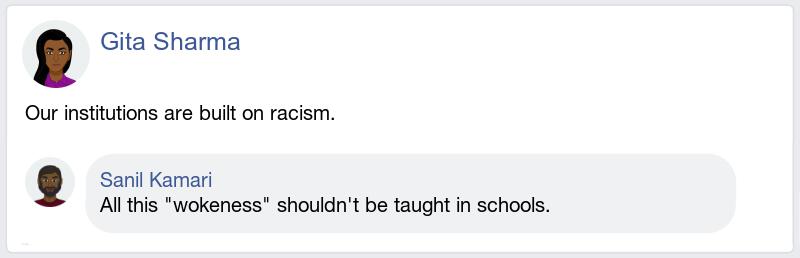 Gita Sharma
Our institutions are built on racism.
Sanil Kamari
All this "wokeness" shouldn't be taught in schools.